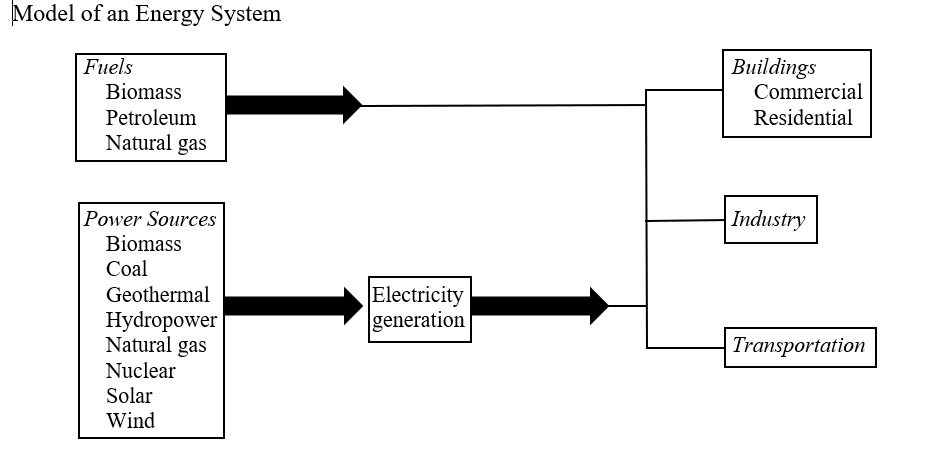 Model of an Energy System
Fuels
Biomass
Petroleum
Natural gas
Power Sources
Biomass
Coal
Geothermal
Hydropower
Natural gas
Nuclear
Solar
Wind
Electricity
generation
Buildings
Commercial
Residential
Industry
Transportation